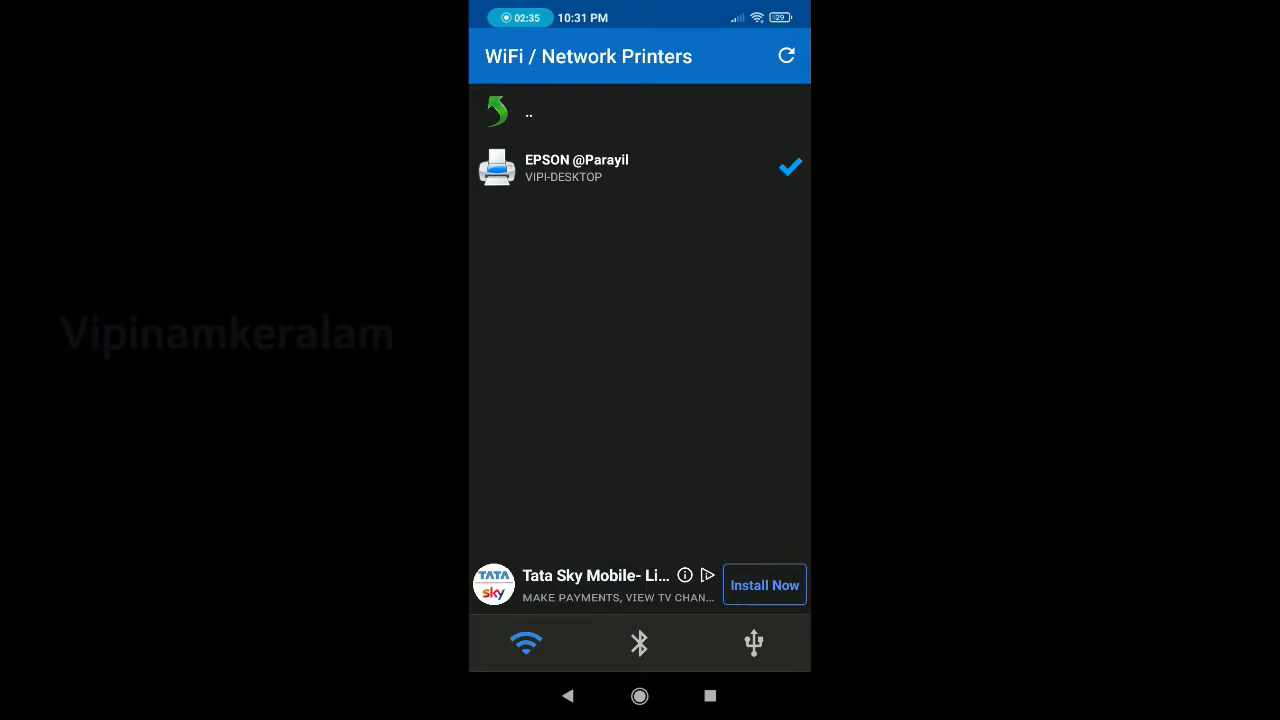 02:35 10:31 PM 29
WiFi / Network Printers
..
EPSON @Parayil
VIPI-DESKTOP
Vipinamkeralam
Tata Sky Mobile- Li...
MAKE PAYMENTS, VIEW TV CHAN...
TATA
sky
Install Now